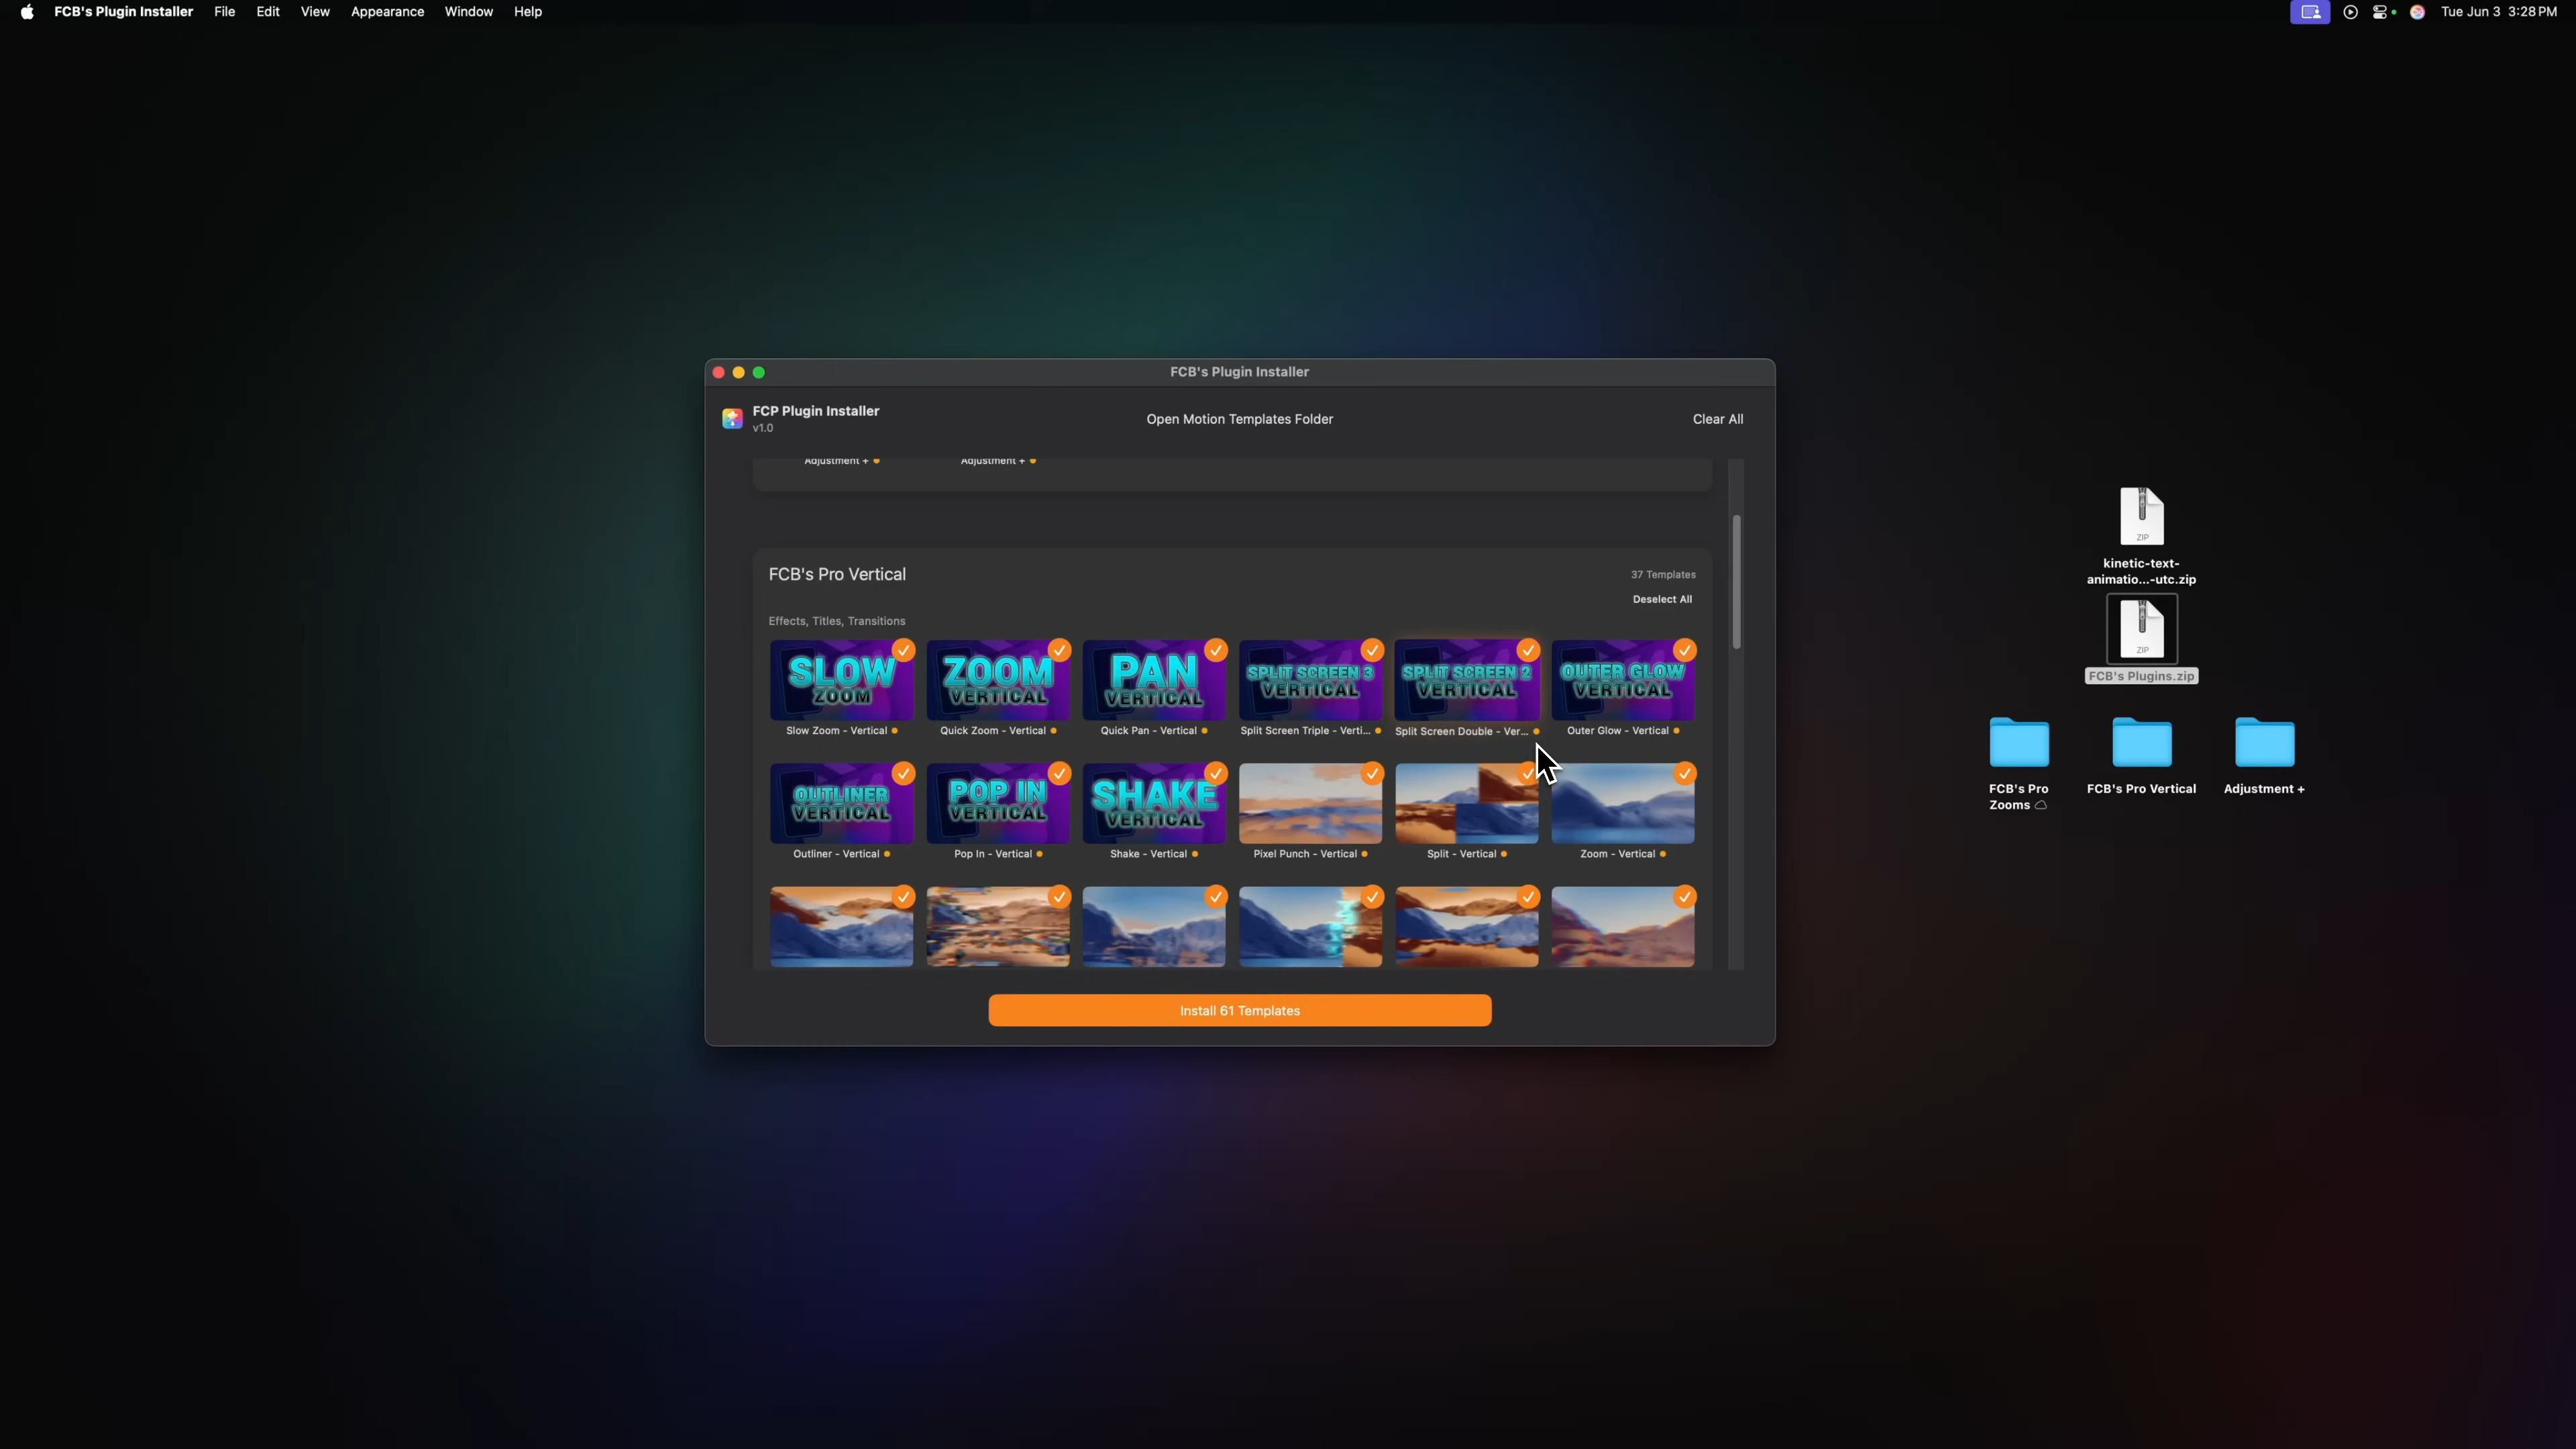 FCB's Plugin Installer File Edit View Appearance Window Help
Tue Jun 3 3:28 PM
FCB's Plugin Installer
FCP Plugin Installer
v1.0
Open Motion Templates Folder
Clear All
Adjustment +
Adjustment +
FCB's Pro Vertical
37 Templates
Deselect All
Effects, Titles, Transitions
SLOW
ZOOM
ZOOM
VERTICAL
PAN
VERTICAL
SPLIT SCREEN 3
VERTICAL
SPLIT SCREEN 2
VERTICAL
OUTER GLOW
VERTICAL
Slow Zoom - Vertical
Quick Zoom - Vertical
Quick Pan - Vertical
Split Screen Triple - Verti...
Split Screen Double - Ver...
Outer Glow - Vertical
OUTLINER
VERTICAL
POP IN
VERTICAL
SHAKE
VERTICAL
Outliner - Vertical
Pop In - Vertical
Shake - Vertical
Pixel Punch - Vertical
Split - Vertical
Zoom - Vertical
Install 61 Templates
ZIP
kinetic-text-
animatio...-utc.zip
ZIP
FCB's Plugins.zip
FCB's Pro
Zooms
FCB's Pro Vertical
Adjustment +